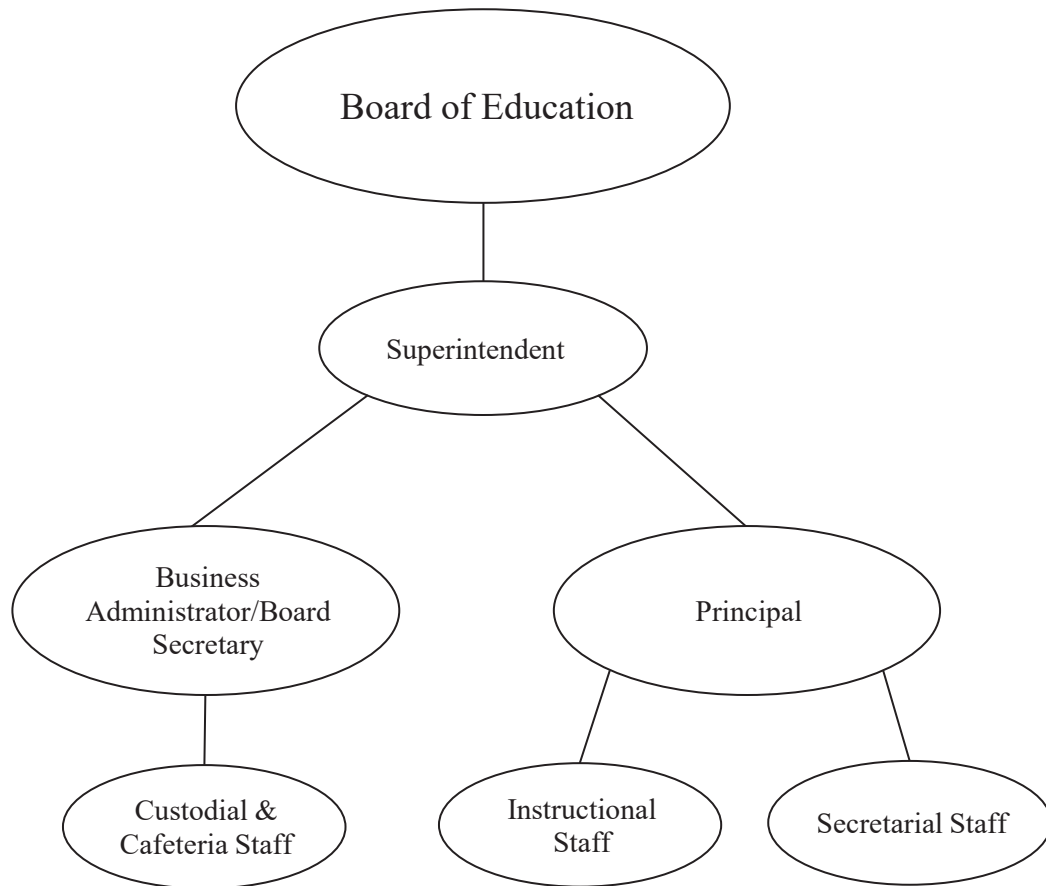 Board of Education
Superintendent
Business
Administrator/Board
Secretary
Principal
Custodial &
Cafeteria Staff
Instructional
Staff
Secretarial Staff